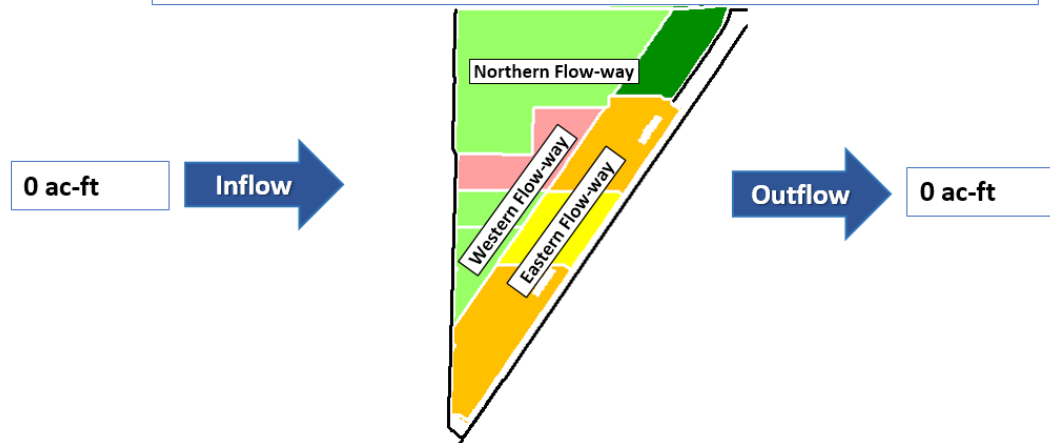 Northern Flow-way
0 ac-ft
Inflow
Western Flow-way
Eastern Flow-way
Outflow
0 ac-ft